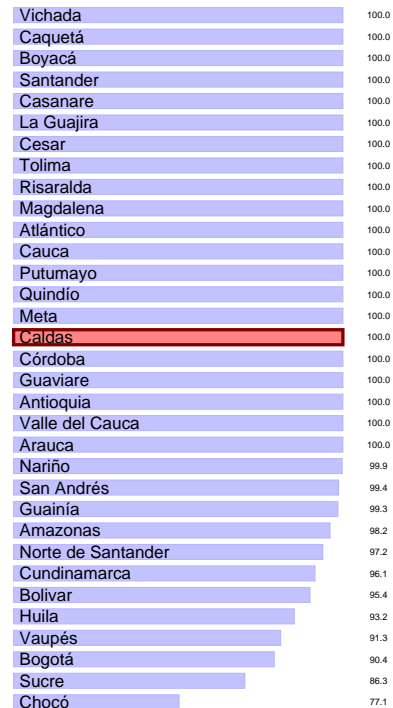 Vichada 100.0
Caquetá 100.0
Boyacá 100.0
Santander 100.0
Casanare 100.0
La Guajira 100.0
Cesar 100.0
Tolima 100.0
Risaralda 100.0
Magdalena 100.0
Atlántico 100.0
Cauca 100.0
Putumayo 100.0
Quindío 100.0
Meta 100.0
Caldas 100.0
Córdoba 100.0
Guaviare 100.0
Antioquia 100.0
Valle del Cauca 100.0
Arauca 100.0
Nariño 99.9
San Andrés 99.4
Guainía 99.3
Amazonas 98.2
Norte de Santander 97.2
Cundinamarca 96.1
Bolivar 95.4
Huila 93.2
Vaupés 91.3
Bogotá 90.4
Sucre 86.3
Chocó 77.1